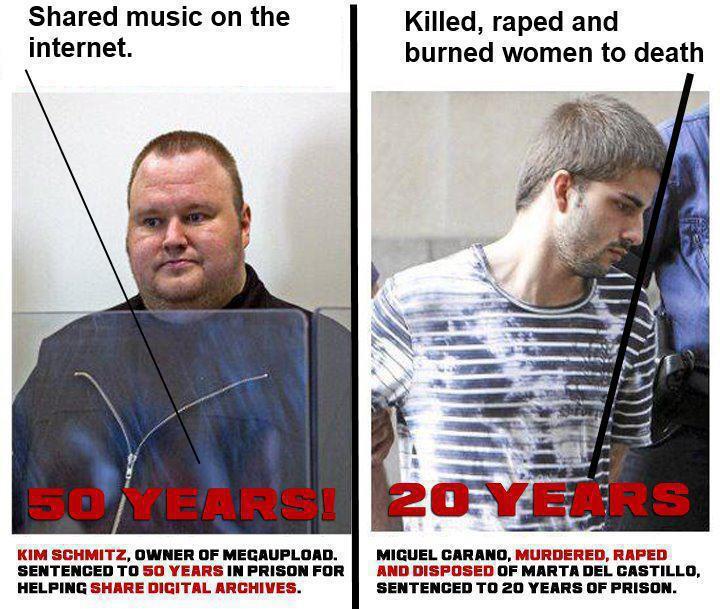 Shared music on the
internet.
50 YEARS!
KIM SCHMITZ, OWNER OF MEGAUPLOAD.
SENTENCED TO 50 YEARS IN PRISON FOR
HELPING SHARE DIGITAL ARCHIVES.
Killed, raped and
burned women to death
20 YEARS
MIGUEL CARANO, MURDERED, RAPED
AND DISPOSED OF MARTA DEL CASTILLO,
SENTENCED TO 20 YEARS OF PRISON.